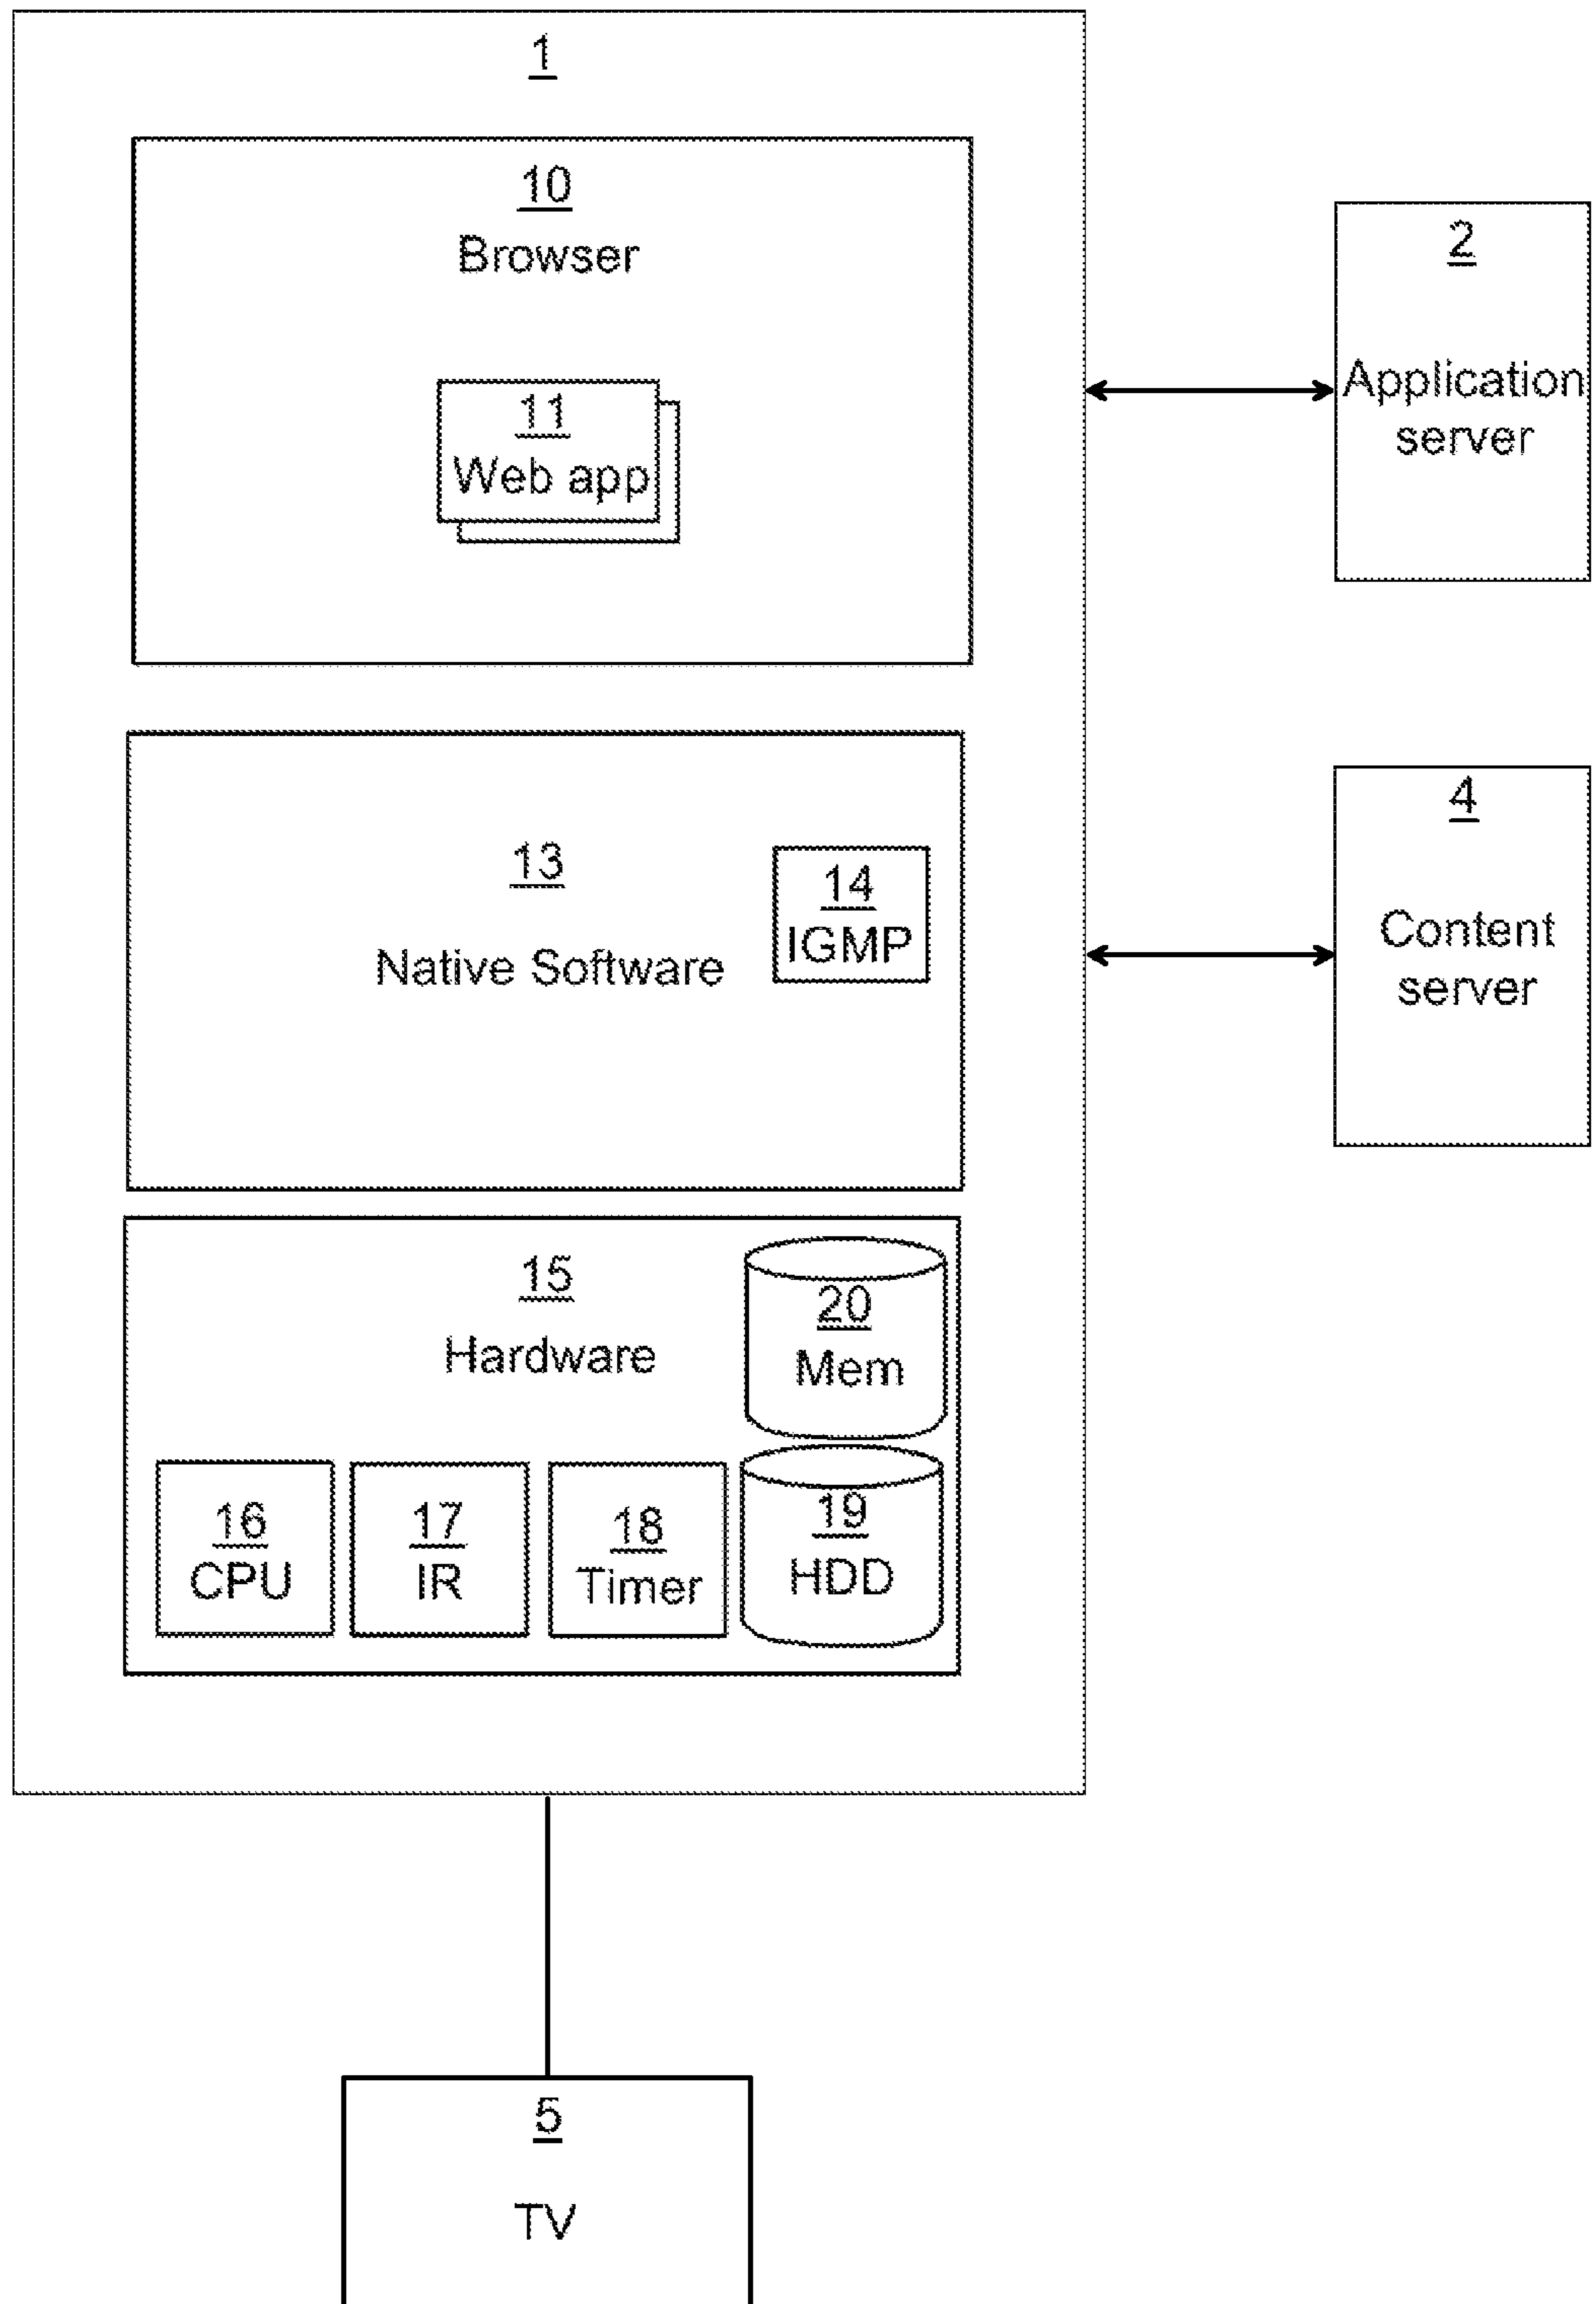 1
10
Browser
11
Web app
2
Application
server
13
Native Software
14
IGMP
4
Content
server
15
Hardware
20
Mem
16
CPU
17
IR
18
Timer
19
HDD
5
TV